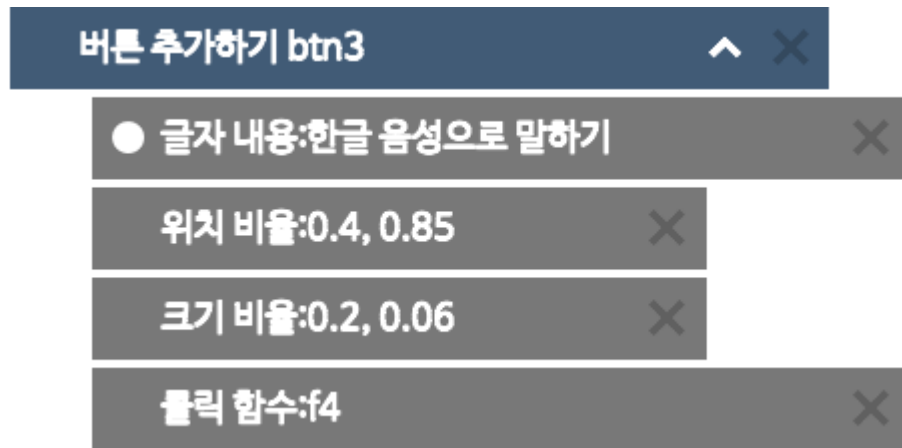 버튼 추가하기 btn3
글자 내용:한글 음성으로 말하기
위치 비율:0.4, 0.85
크기 비율:0.2, 0.06
클릭 함수:f4